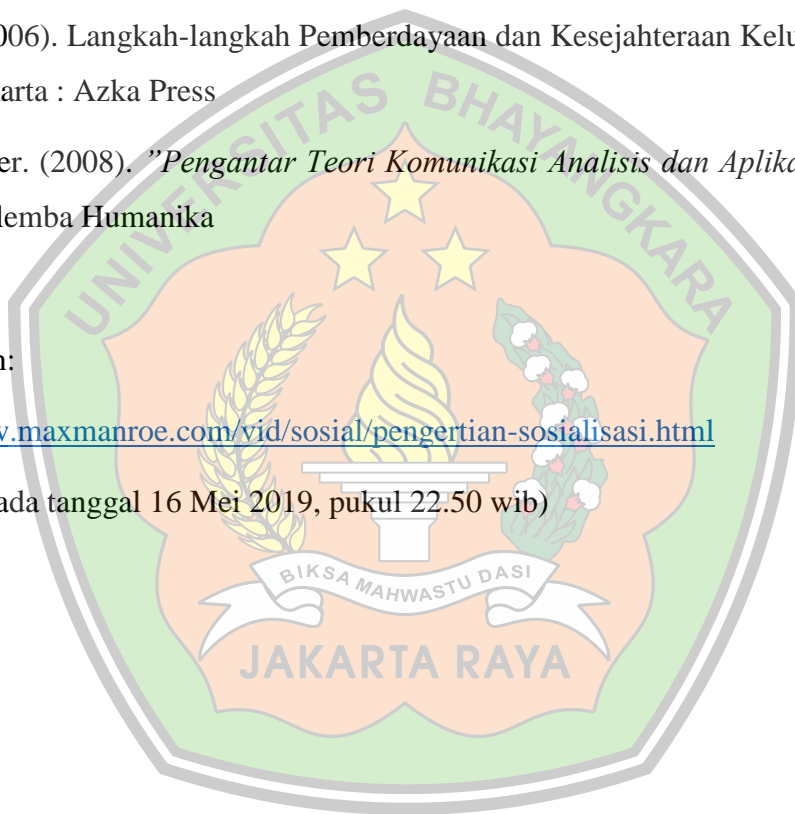 006). Langkah-langkah Pemberdayaan dan Kesejahteraan Kelu
arta : Azka Press
er. (2008). ”Pengantar Teori Komunikasi Analisis dan Aplika
lemba Humanika
n:
w.maxmanroe.com/vid/sosial/pengertian-sosialisasi.html
ada tanggal 16 Mei 2019, pukul 22.50 wib)
UNIVERSITAS BHAYANGKARA
BIKSA MAHWASTU DASI
JAKARTA RAYA